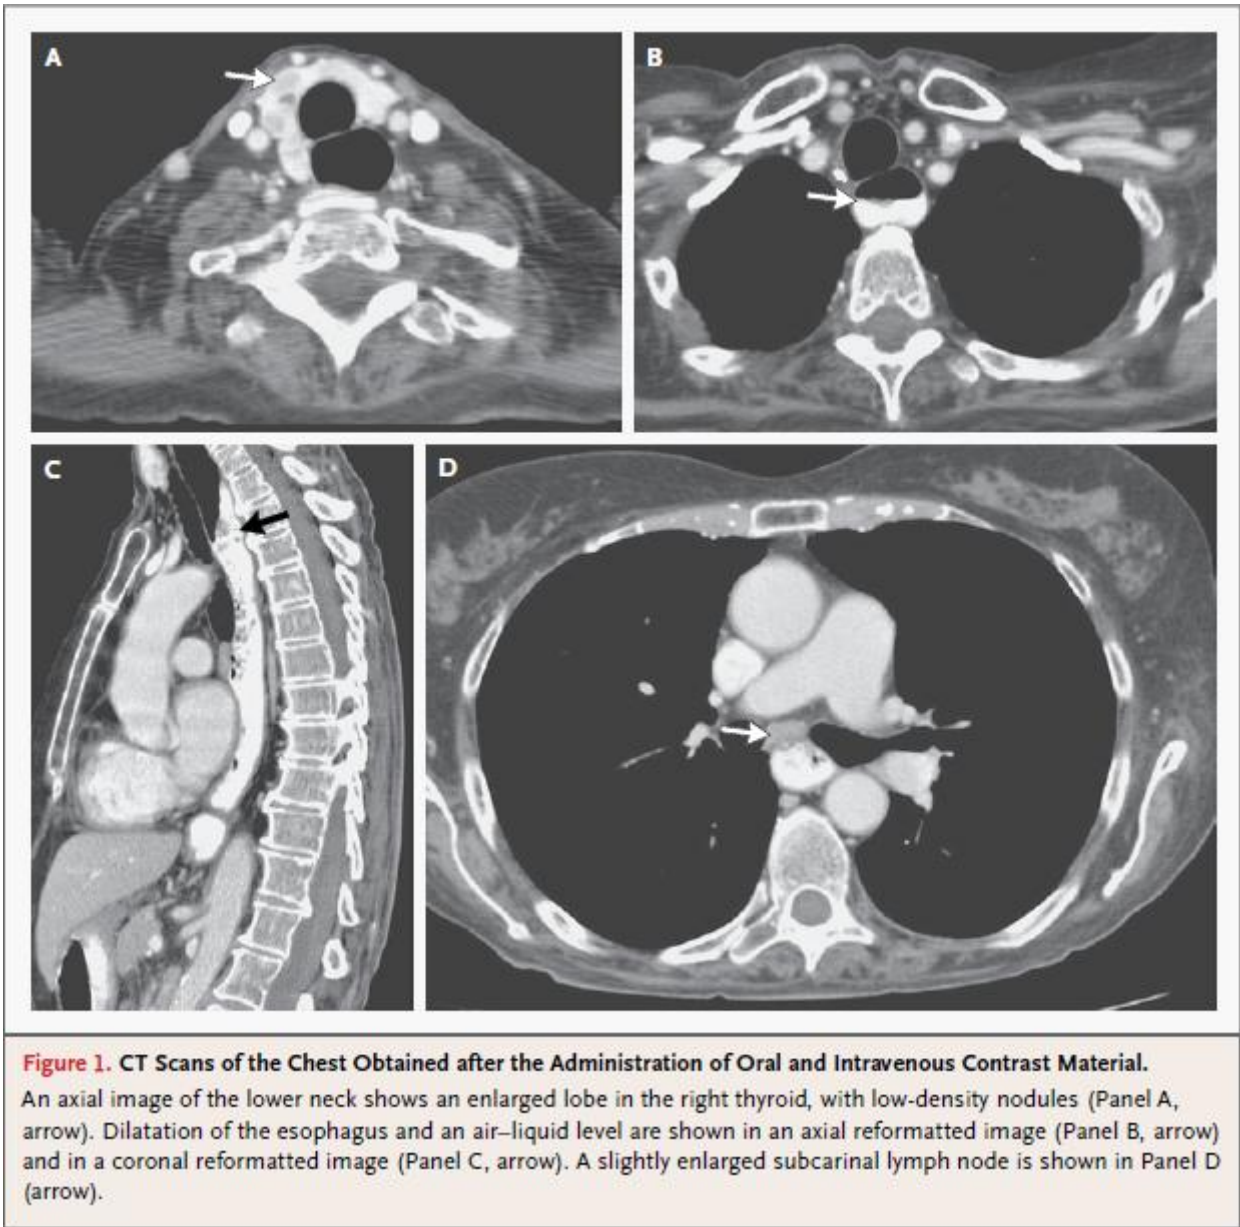 A
B
C
D
Figure 1. CT Scans of the Chest Obtained after the Administration of Oral and Intravenous Contrast Material.
An axial image of the lower neck shows an enlarged lobe in the right thyroid, with low-density nodules (Panel A,
arrow). Dilatation of the esophagus and an air–liquid level are shown in an axial reformatted image (Panel B, arrow)
and in a coronal reformatted image (Panel C, arrow). A slightly enlarged subcarinal lymph node is shown in Panel D
(arrow).